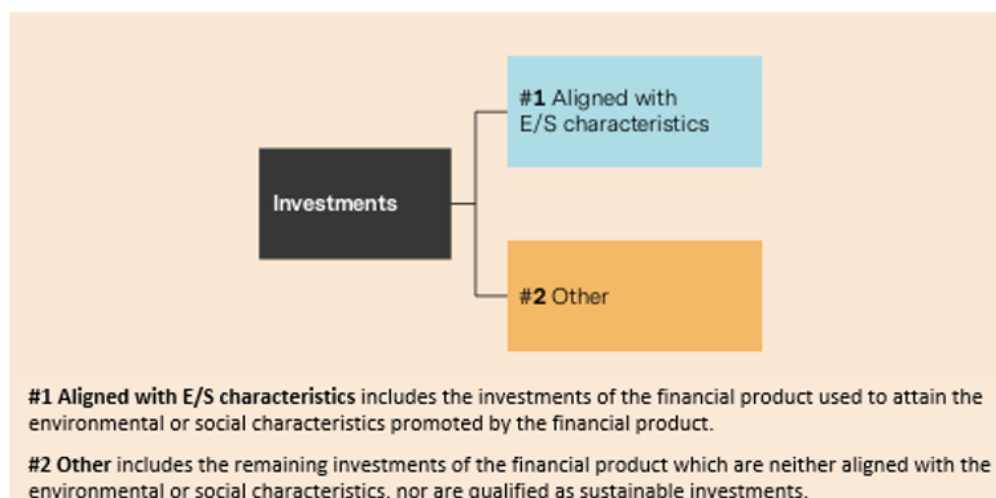 #1 Aligned with
E/S characteristics
Investments
#2 Other
#1 Aligned with E/S characteristics includes the investments of the financial product used to attain the
environmental or social characteristics promoted by the financial product.
#2 Other includes the remaining investments of the financial product which are neither aligned with the
environmental or social characteristics, nor are qualified as sustainable investments.